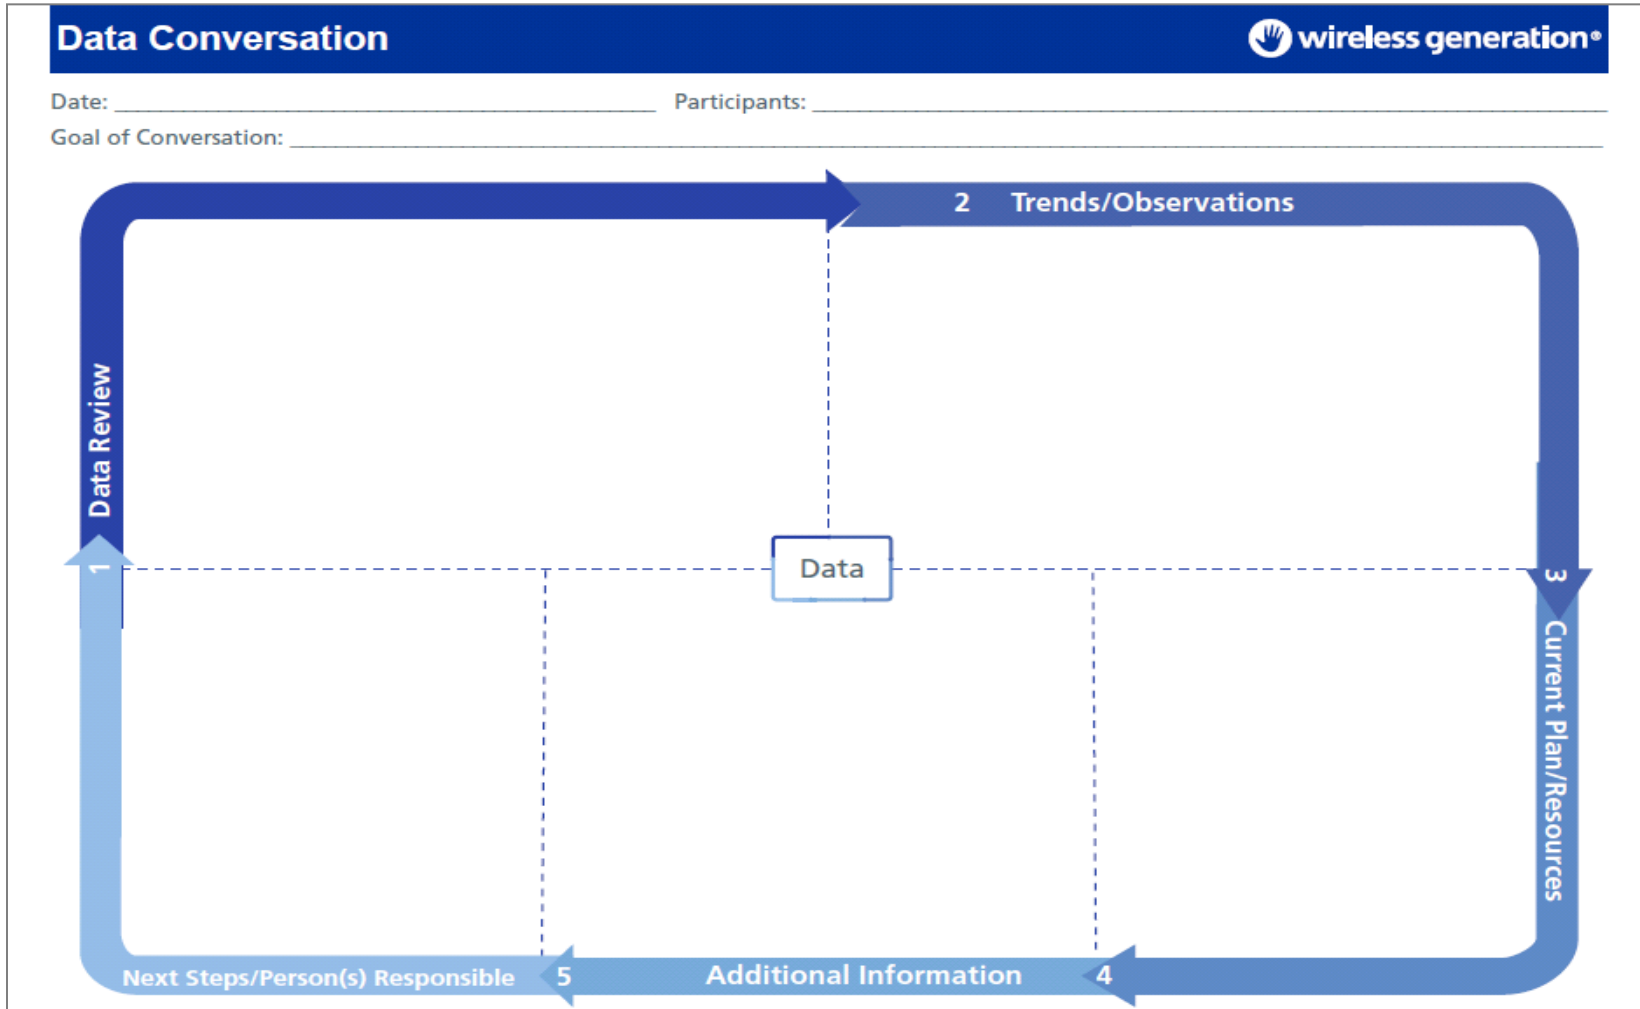 Data Conversation
wireless generation®
Date: Participants:
Goal of Conversation:
1 Data Review
2 Trends/Observations
Data
3 Current Plan/Resources
4 Additional Information
5 Next Steps/Person(s) Responsible